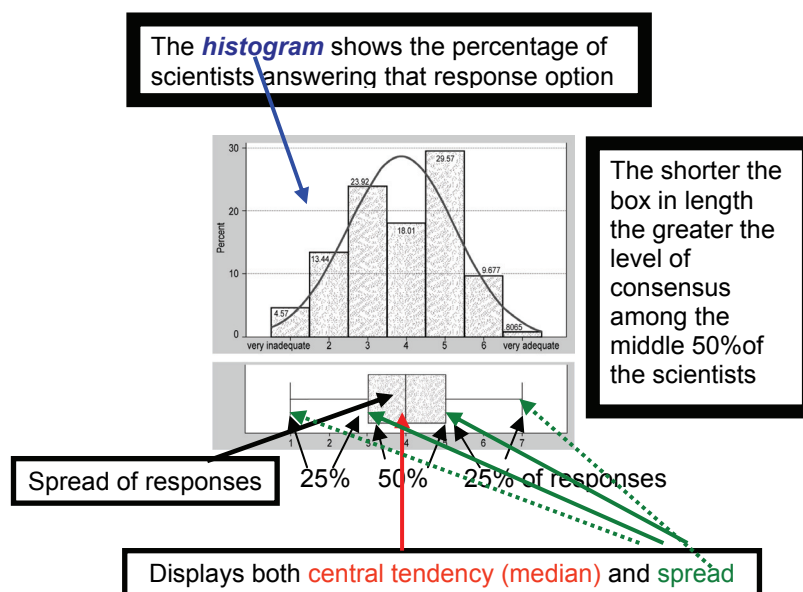 The histogram shows the percentage of
scientists answering that response option
30
20
10
0
Percent
4.57
13.44
23.92
18.01
29.57
9.677
.8065
very inadequate 2 3 4 5 6 very adequate
The shorter the
box in length
the greater the
level of
consensus
among the
middle 50%of
the scientists
1 2 3 4 5 6 7
Spread of responses
25% 50% 25% of responses
Displays both central tendency (median) and spread